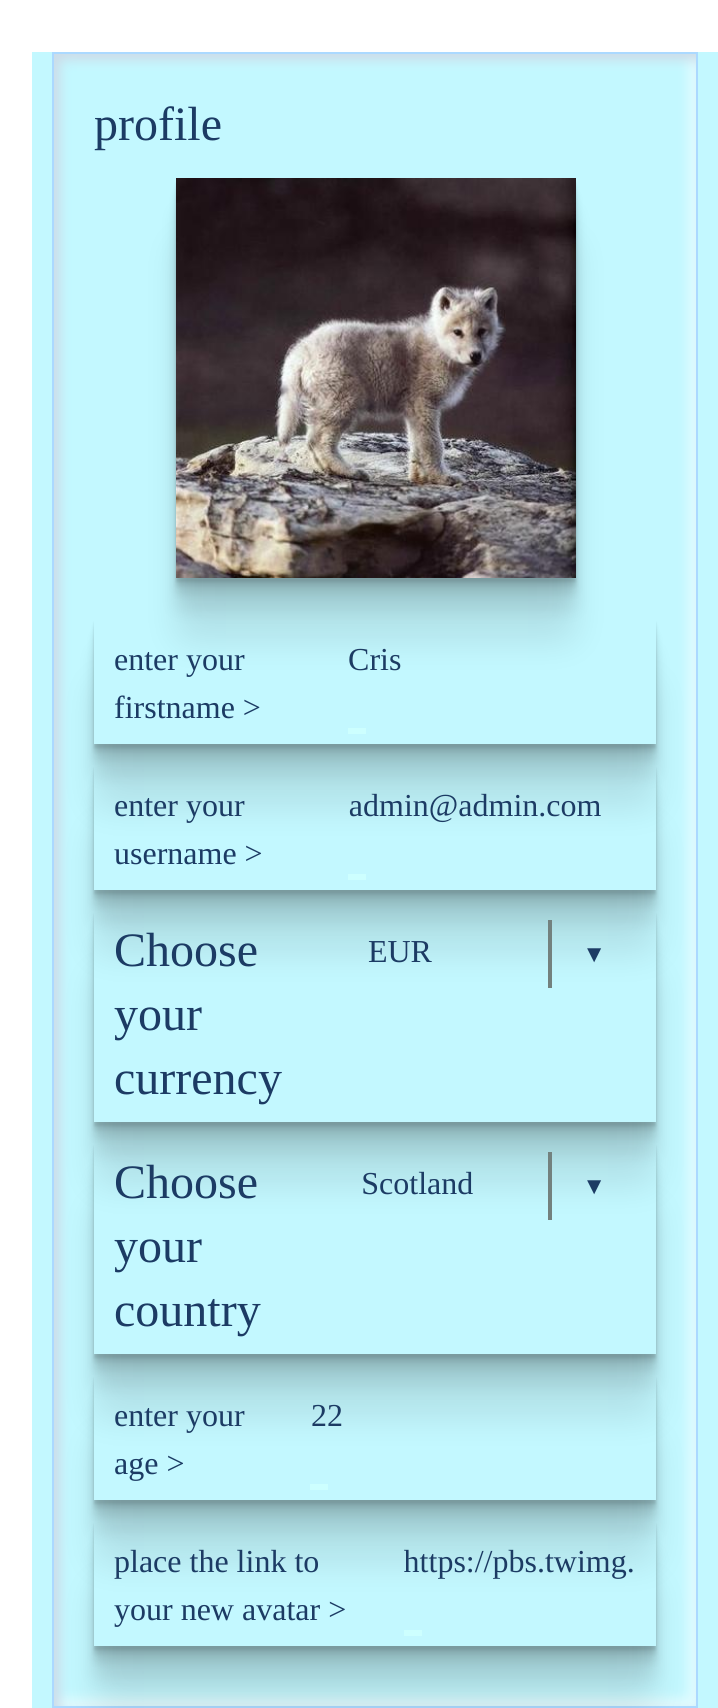 profile
enter your
firstname >
Cris
enter your
username >
admin@admin.com
Choose
your
currency
EUR
▼
Choose
your
country
Scotland
▼
enter your
age >
22
place the link to
your new avatar >
https://pbs.twimg.